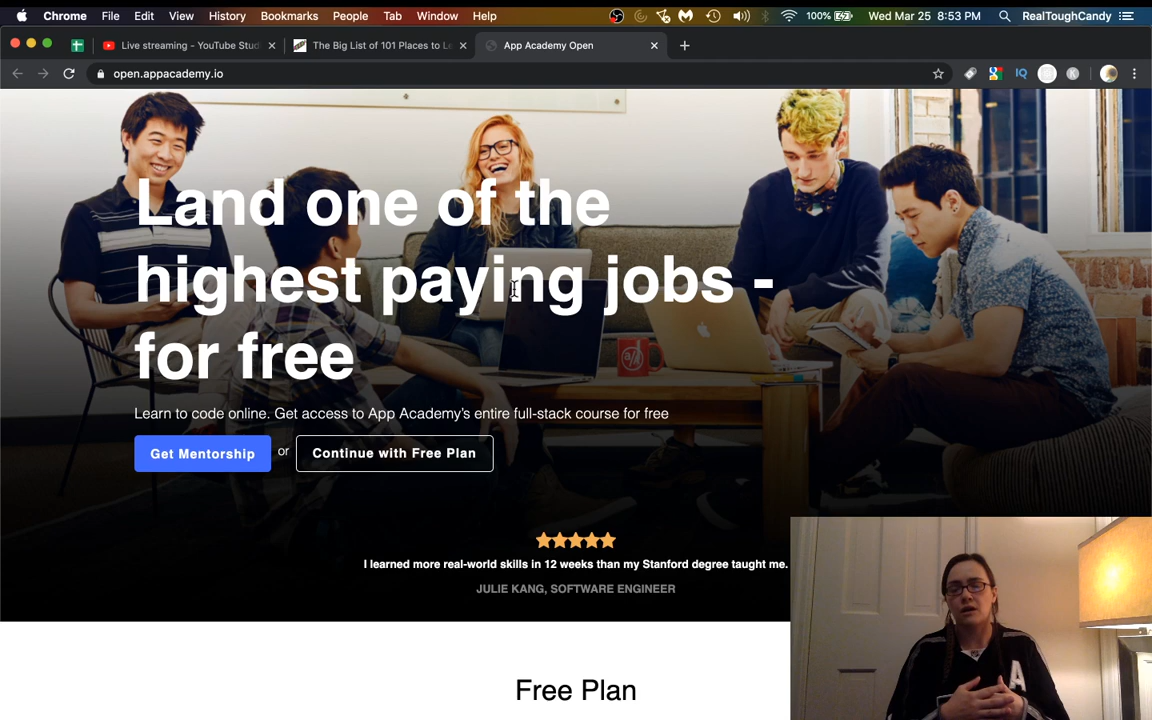 Chrome File Edit View History Bookmarks People Tab Window Help 100% Wed Mar 25 8:53 PM RealToughCandy
Live streaming - YouTube Stud
The Big List of 101 Places to Le
App Academy Open
open.appacademy.io
IQ
K
Land one of the
highest paying jobs -
for free
a/A
Learn to code online. Get access to App Academy's entire full-stack course for free
Get Mentorship or Continue with Free Plan
I learned more real-world skills in 12 weeks than my Stanford degree taught me.
JULIE KANG, SOFTWARE ENGINEER
A
Free Plan